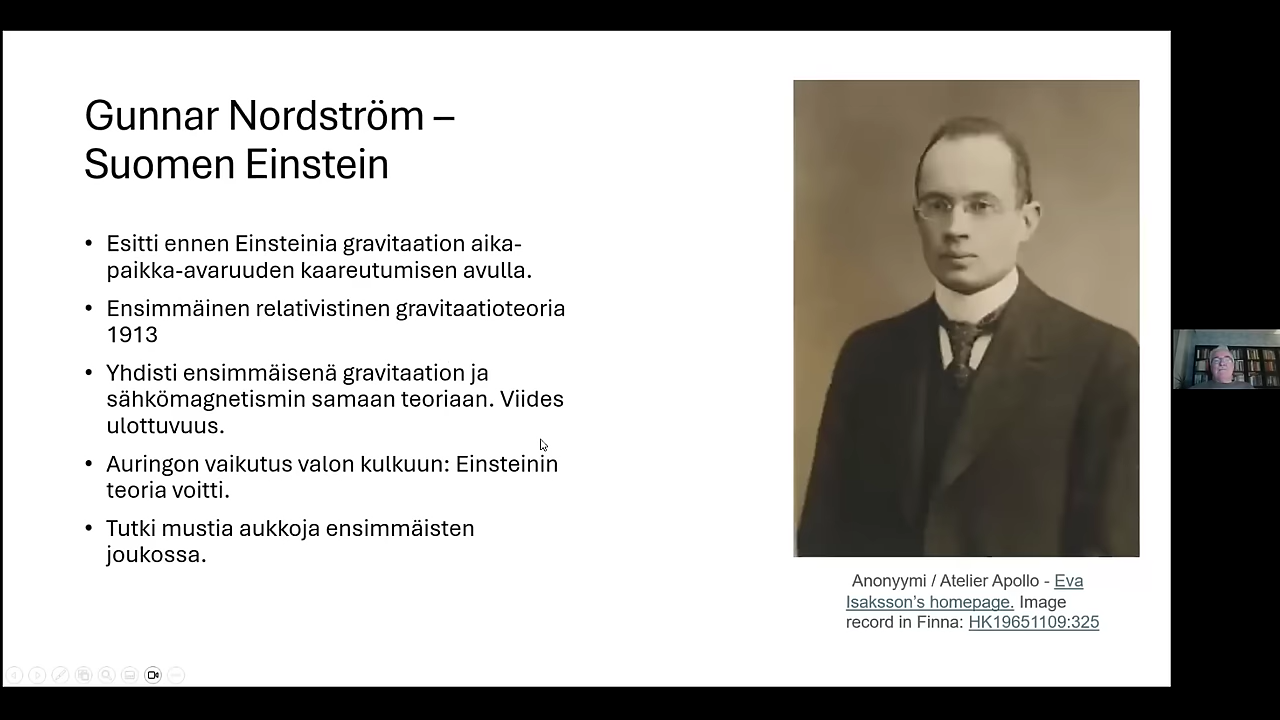 Gunnar Nordström –
Suomen Einstein
• Esitti ennen Einsteinia gravitaation aika-
paikka-avaruuden kaareutumisen avulla.
• Ensimmäinen relativistinen gravitaatioteoria
1913
• Yhdisti ensimmäisenä gravitaation ja
sähkömagnetismin samaan teoriaan. Viides
ulottuvuus.
• Auringon vaikutus valon kulkuun: Einsteinin
teoria voitti.
• Tutki mustia aukkoja ensimmäisten
joukossa.
Anonyymi / Atelier Apollo - Eva
Isaksson’s homepage. Image
record in Finna: HK19651109:325